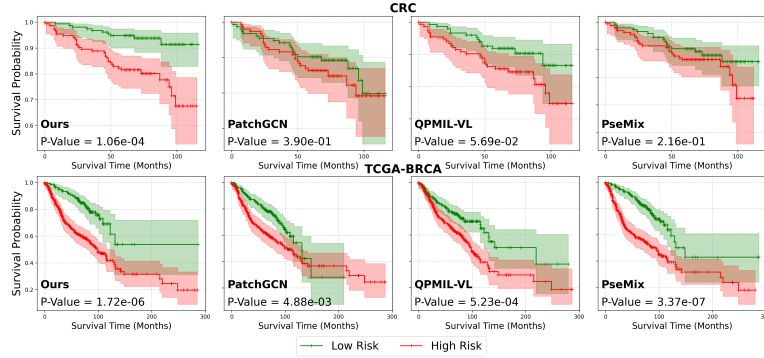 CRC
Survival Probability
1.0
0.9
0.8
0.7
0.6
Ours
P-Value = 1.06e-04
PatchGCN
P-Value = 3.90e-01
QPMIL-VL
P-Value = 5.69e-02
PseMix
P-Value = 2.16e-01
0 50 100
0 50 100
0 50 100
0 50 100
Survival Time (Months)
Survival Time (Months)
Survival Time (Months)
Survival Time (Months)
TCGA-BRCA
Survival Probability
1.0
0.8
0.6
0.4
0.2
Ours
P-Value = 1.72e-06
PatchGCN
P-Value = 4.88e-03
QPMIL-VL
P-Value = 5.23e-04
PseMix
P-Value = 3.37e-07
0 100 200 300
0 100 200 300
0 100 200 300
0 100 200 300
Survival Time (Months)
Survival Time (Months)
Survival Time (Months)
Survival Time (Months)
Low Risk High Risk